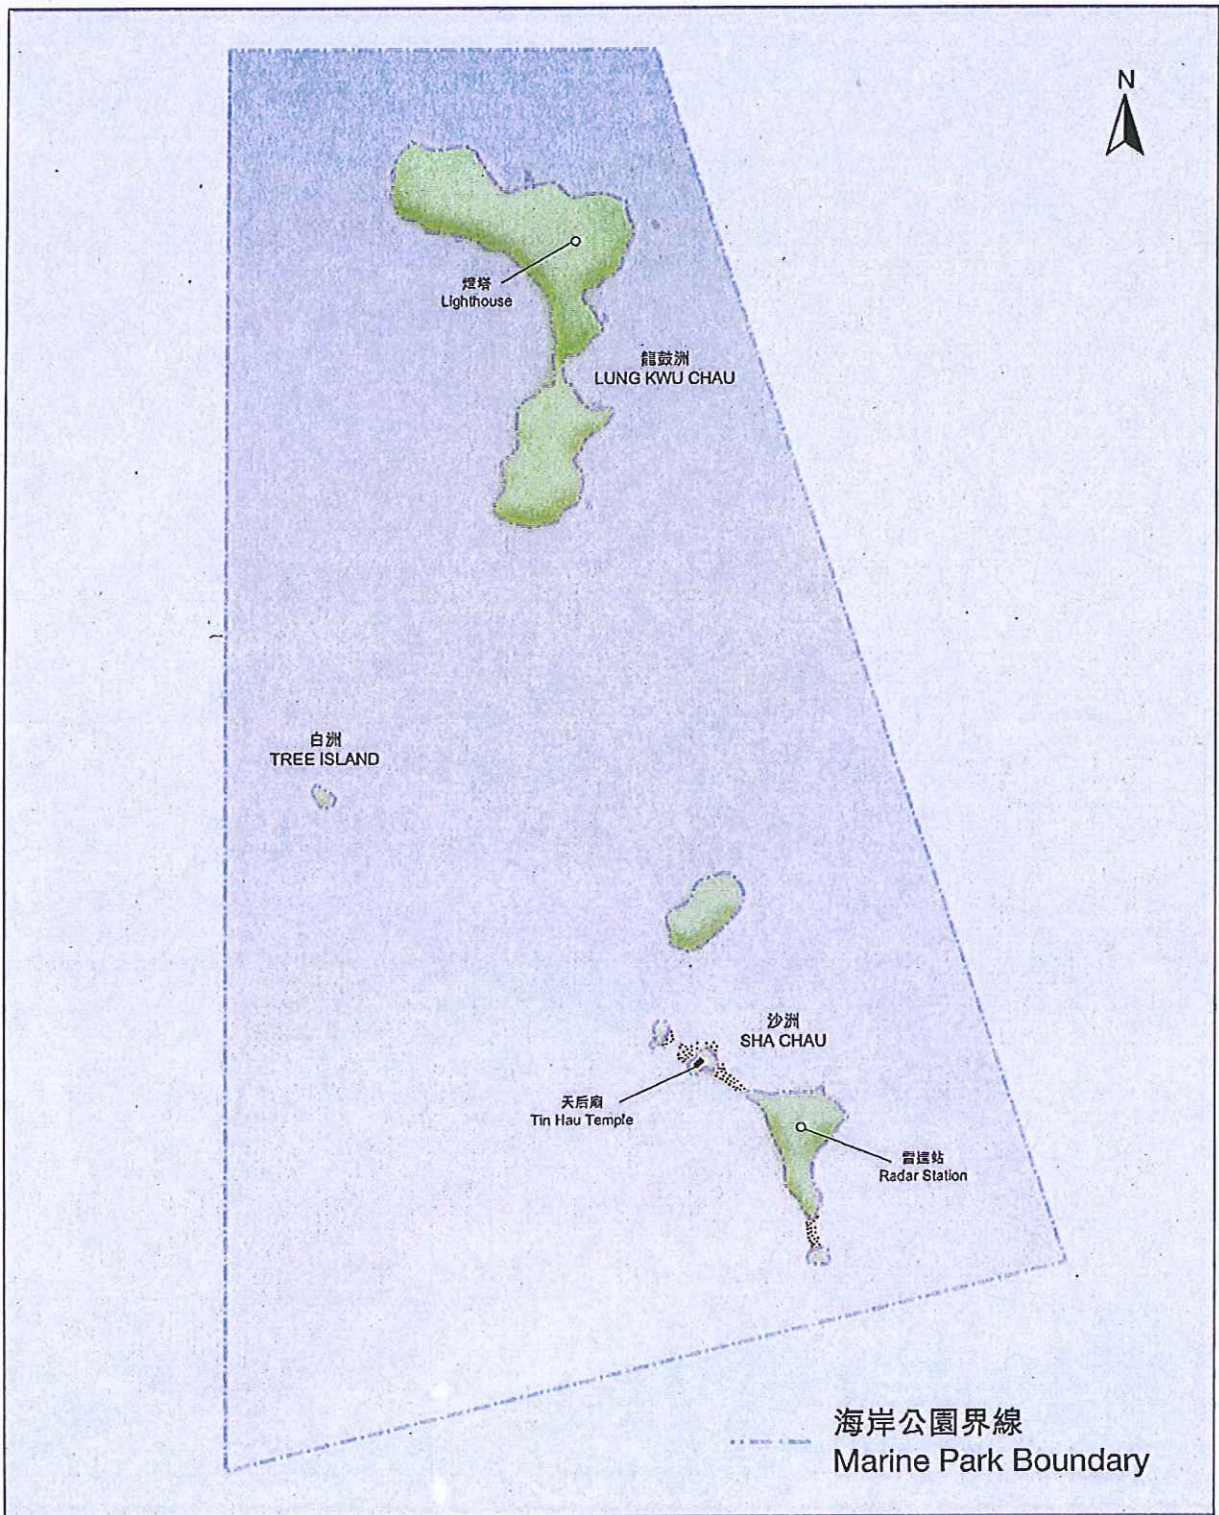 N
燈塔
Lighthouse
龍鼓洲
LUNG KWU CHAU
白洲
TREE ISLAND
沙洲
SHA CHAU
天后廟
Tin Hau Temple
雷達站
Radar Station
海岸公園界線
Marine Park Boundary